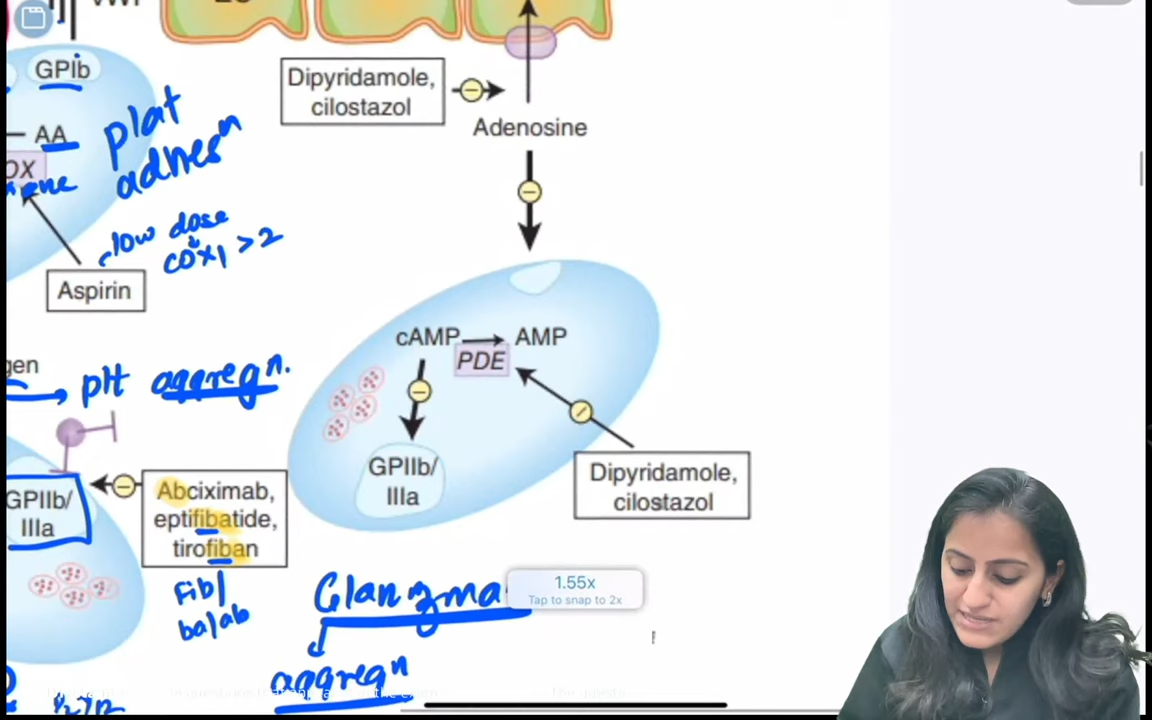 GPIb
Dipyridamole,
cilostazol
Adenosine
AA
plat
adhesⁿ
OX
low dose
COX1 > 2
Aspirin
cAMP → AMP
PDE
gen
→ plt aggregⁿ.
GPIIb/
IIIa
GPIIb/
IIIa
Abciximab,
eptifibatide,
tirofiban
Dipyridamole,
cilostazol
Fib/
ba/ab
Glanzma
1.55x
Tap to snap to 2x
aggregⁿ